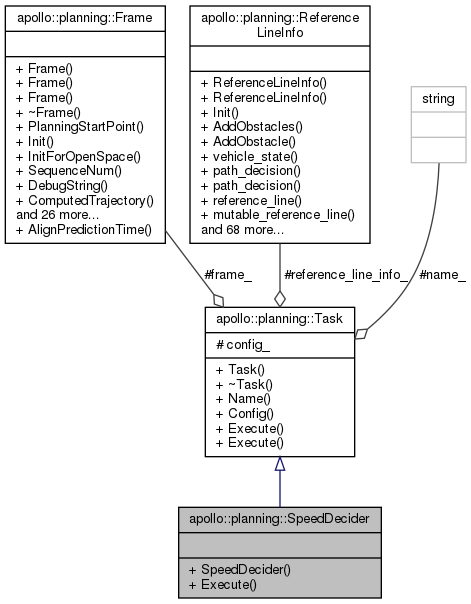 apollo::planning::Frame
+ Frame()
+ Frame()
+ Frame()
+ ~Frame()
+ PlanningStartPoint()
+ Init()
+ InitForOpenSpace()
+ SequenceNum()
+ DebugString()
+ ComputedTrajectory()
and 26 more...
+ AlignPredictionTime()
apollo::planning::Reference
LineInfo
+ ReferenceLineInfo()
+ ReferenceLineInfo()
+ Init()
+ AddObstacles()
+ AddObstacle()
+ vehicle_state()
+ path_decision()
+ path_decision()
+ reference_line()
+ mutable_reference_line()
and 68 more...
string
#frame_
#reference_line_info_
#name_
apollo::planning::Task
# config_
+ Task()
+ ~Task()
+ Name()
+ Config()
+ Execute()
+ Execute()
apollo::planning::SpeedDecider
+ SpeedDecider()
+ Execute()